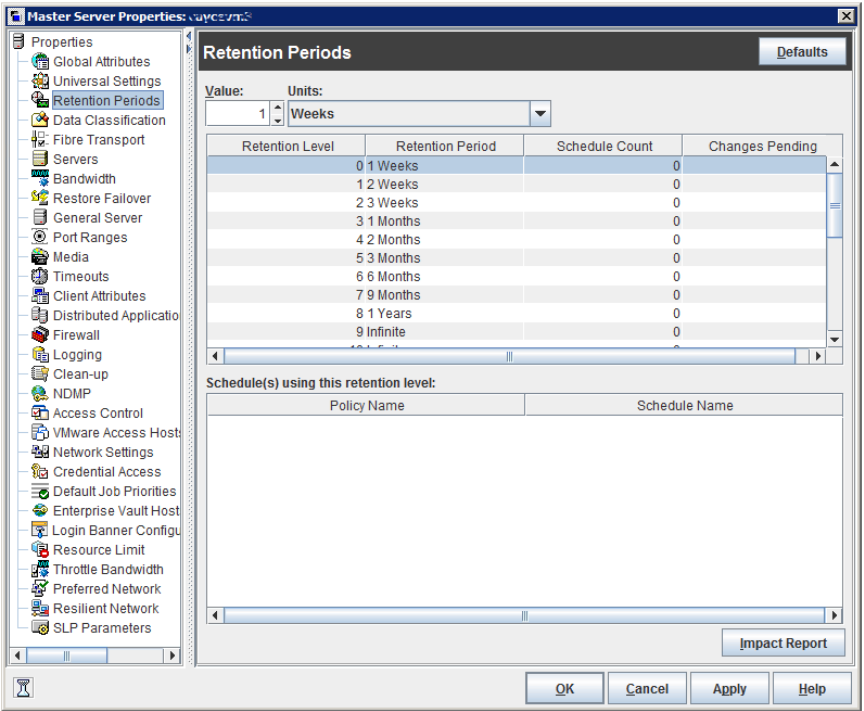 Master Server Properties:
Properties
Global Attributes
Universal Settings
Retention Periods
Data Classification
Fibre Transport
Servers
Bandwidth
Restore Failover
General Server
Port Ranges
Media
Timeouts
Client Attributes
Distributed Applicatio
Firewall
Logging
Clean-up
NDMP
Access Control
VMware Access Hosts
Network Settings
Credential Access
Default Job Priorities
Enterprise Vault Host
Login Banner Configu
Resource Limit
Throttle Bandwidth
Preferred Network
Resilient Network
SLP Parameters
Retention Periods
Defaults
Value: Units:
1 Weeks
Retention Level Retention Period Schedule Count Changes Pending
0 1 Weeks 0
1 2 Weeks 0
2 3 Weeks 0
3 1 Months 0
4 2 Months 0
5 3 Months 0
6 6 Months 0
7 9 Months 0
8 1 Years 0
9 Infinite 0
Schedule(s) using this retention level:
Policy Name Schedule Name
Impact Report
OK Cancel Apply Help